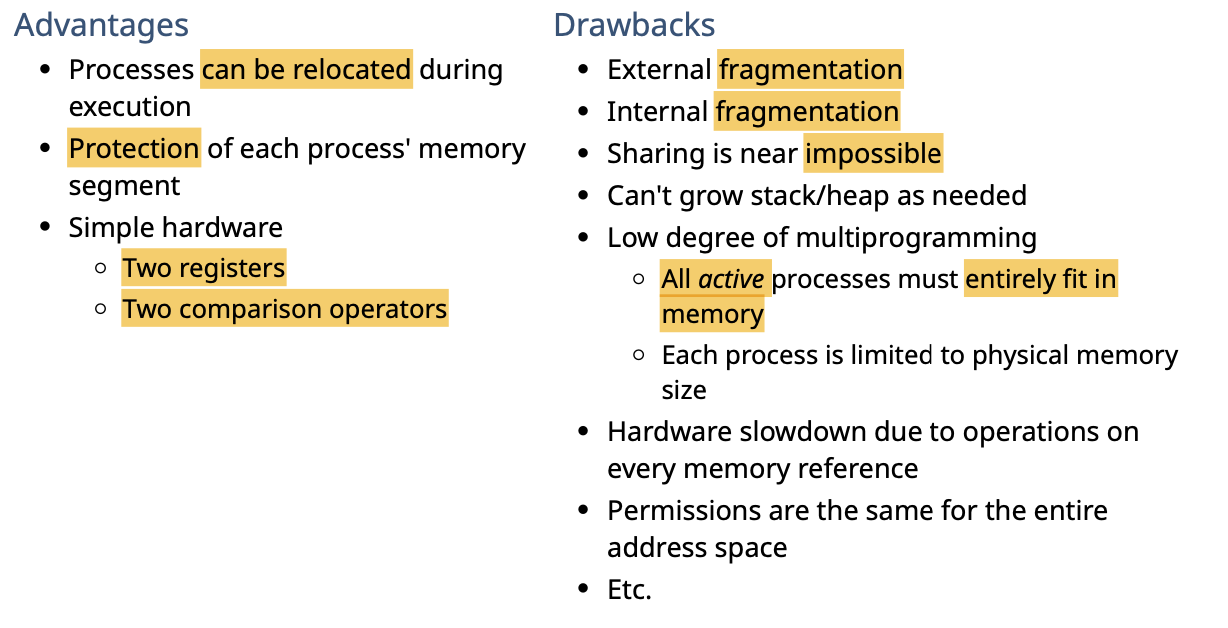 Advantages
• Processes can be relocated during
execution
• Protection of each process' memory
segment
• Simple hardware
○ Two registers
○ Two comparison operators
Drawbacks
• External fragmentation
• Internal fragmentation
• Sharing is near impossible
• Can't grow stack/heap as needed
• Low degree of multiprogramming
○ All active processes must entirely fit in
memory
○ Each process is limited to physical memory
size
• Hardware slowdown due to operations on
every memory reference
• Permissions are the same for the entire
address space
• Etc.